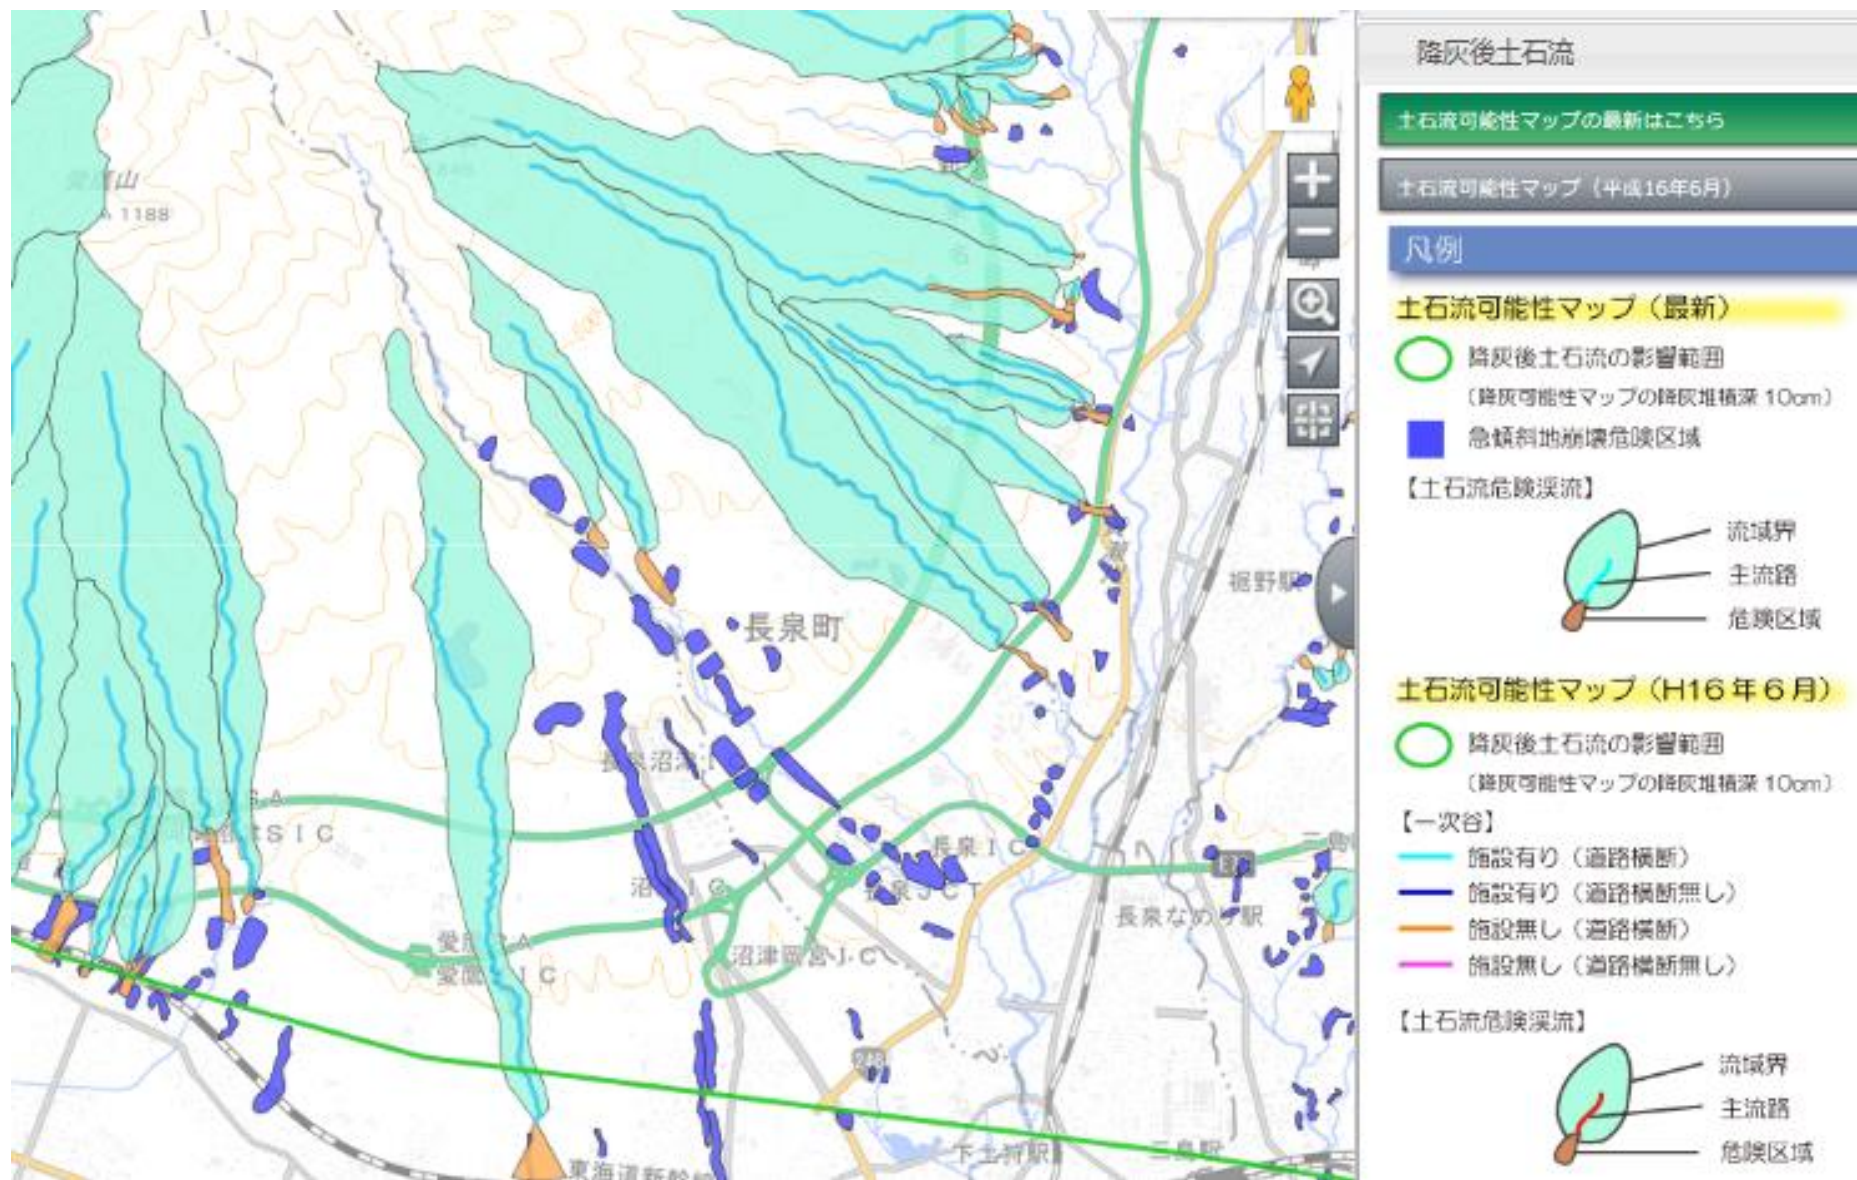 降灰後土石流
土石流可能性マップの最新はこちら
土石流可能性マップ（平成16年6月）
凡例
土石流可能性マップ（最新）
降灰後土石流の影響範囲
（降灰可能性マップの降灰堆積深 10cm）
急傾斜地崩壊危険区域
【土石流危険渓流】
流域界
主流路
危険区域
土石流可能性マップ（H16年6月）
降灰後土石流の影響範囲
（降灰可能性マップの降灰堆積深 10cm）
【一次谷】
施設有り（道路横断）
施設有り（道路横断無し）
施設無し（道路横断）
施設無し（道路横断無し）
【土石流危険渓流】
流域界
主流路
危険区域
1188
裾野駅
長泉町
長泉沼津I
SIC
長泉IC
長泉JCT
長泉なめり駅
沼津岡宮JC
246
下土狩駅
三島駅
東海道新幹線